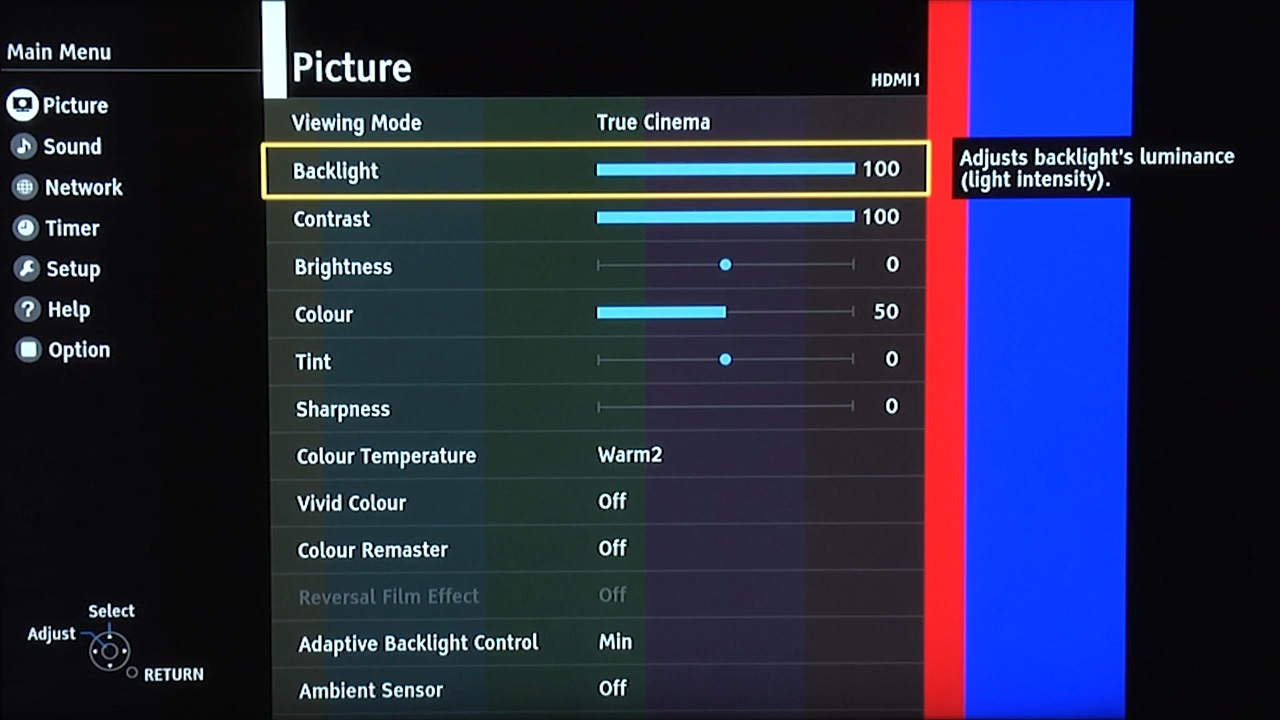 Main Menu
Picture
Sound
Network
Timer
Setup
Help
Option
Select
Adjust
RETURN
Picture
HDMI1
Viewing Mode True Cinema
Backlight 100
Contrast 100
Brightness 0
Colour 50
Tint 0
Sharpness 0
Colour Temperature Warm2
Vivid Colour Off
Colour Remaster Off
Reversal Film Effect Off
Adaptive Backlight Control Min
Ambient Sensor Off
Adjusts backlight's luminance
(light intensity).